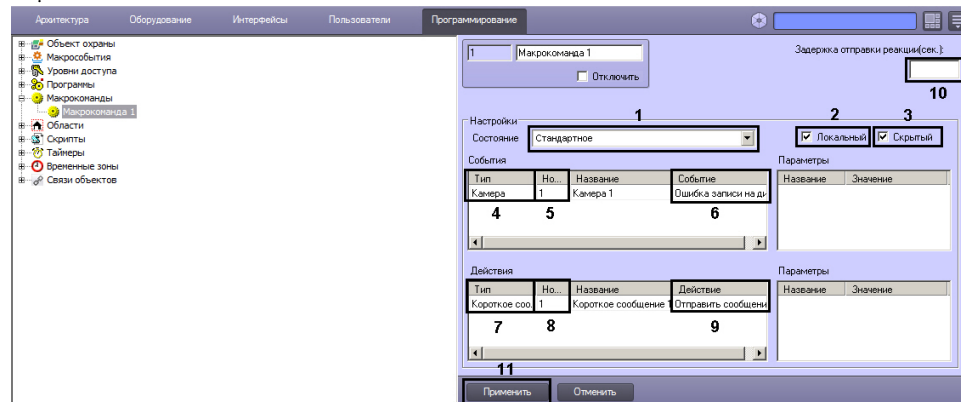 Архитектура Оборудование Интерфейсы Пользователи Программирование
Объект охраны
Макрособытия
Уровни доступа
Программы
Макрокоманды
Макрокоманда 1
Области
Скрипты
Таймеры
Временные зоны
Связи объектов
1 Макрокоманда 1
Отключить
Задержка отправки реакции(сек.):
10
Настройки 1 2 3
Состояние Стандартное Локальный Скрытый
События Параметры
Тип Но... Название Событие Название Значение
Камера 1 Камера 1 Ошибка записи на ди
4 5 6
Действия Параметры
Тип Но... Название Действие Название Значение
Короткое соо. 1 Короткое сообщение 1 Отправить сообщени
7 8 9
11
Применить Отменить